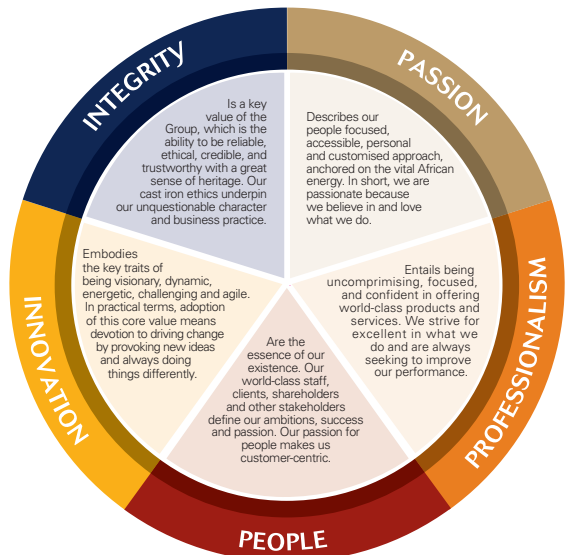 INTEGRITY
Is a key
value of the
Group, which is the
ability to be reliable,
ethical, credible, and
trustworthy with a great
sense of heritage. Our
cast iron ethics underpin
our unquestionable character
and business practice.
PASSION
Describes our
people focused,
accessible, personal
and customised approach,
anchored on the vital African
energy. In short, we are
passionate because
we believe in and love
what we do.
PROFESSIONALISM
Entails being
uncompromising, focused,
and confident in offering
world-class products and
services. We strive for
excellent in what we
do and are always
seeking to improve
our performance.
PEOPLE
Are the
essence of our
existence. Our
world-class staff,
clients, shareholders
and other stakeholders
define our ambitions, success
and passion. Our passion for
people makes us
customer-centric.
INNOVATION
Embodies
the key traits of
being visionary, dynamic,
energetic, challenging and agile.
In practical terms, adoption
of this core value means
devotion to driving change
by provoking new ideas
and always doing
things differently.